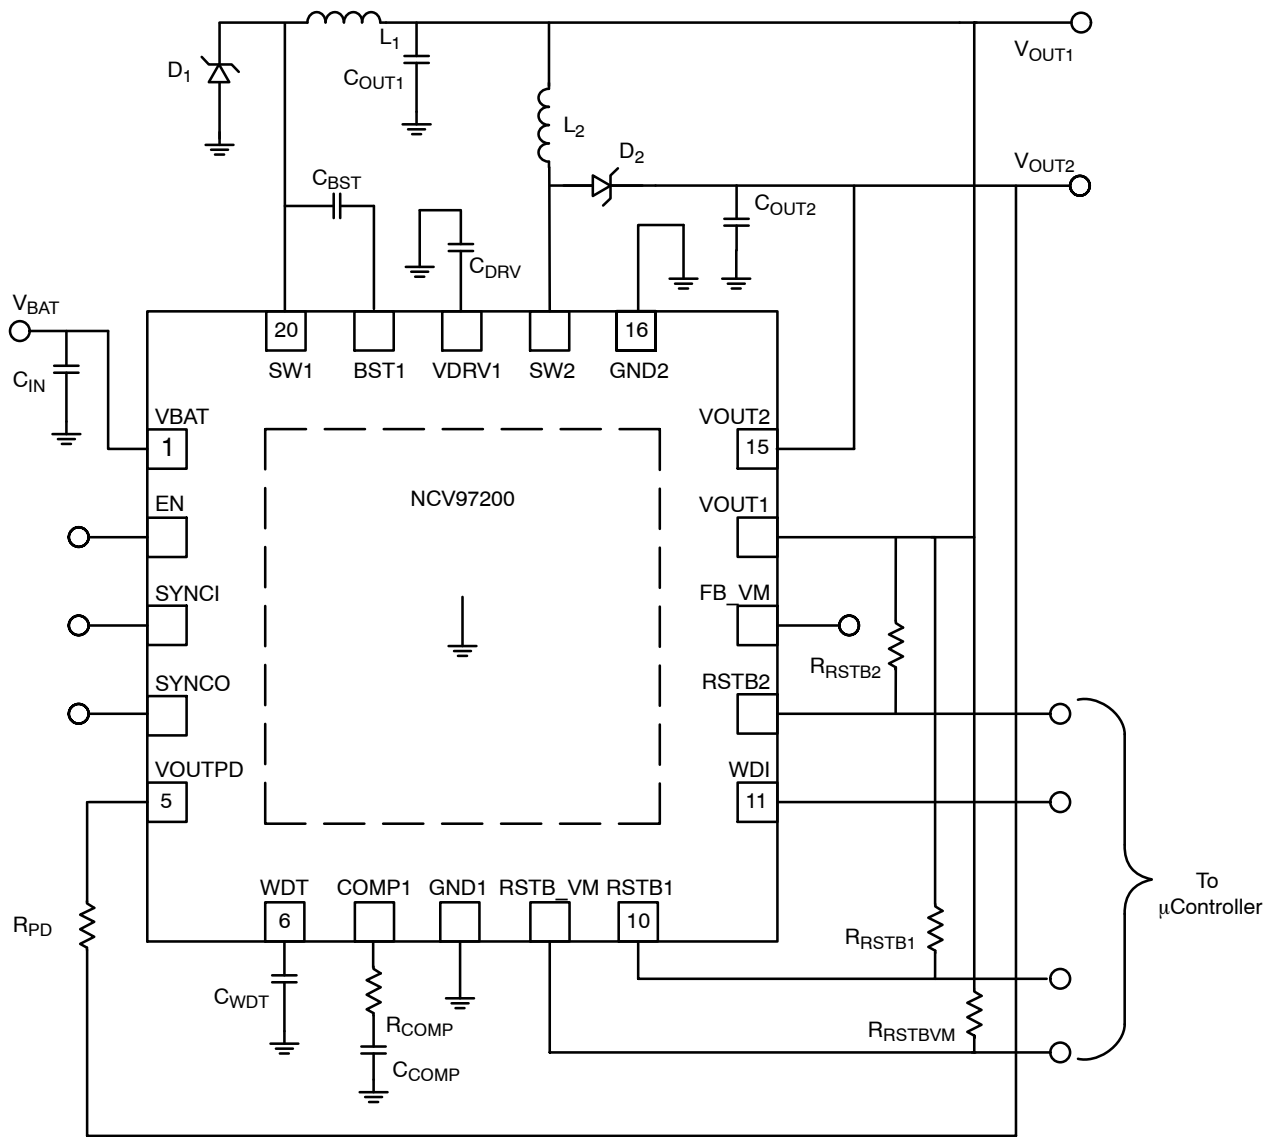 L1
VOUT1
D1
COUT1
L2
D2
VOUT2
CBST
COUT2
CDRV
VBAT
20
16
SW1
BST1
VDRV1
SW2
GND2
CIN
VBAT
VOUT2
1
15
NCV97200
EN
VOUT1
SYNCI
FB_VM
RRSTB2
SYNCO
RSTB2
VOUTPD
WDI
5
11
WDT
COMP1
GND1
RSTB_VM
RSTB1
To
μController
6
10
RPD
RRSTB1
CWDT
RCOMP
RRSTBVM
CCOMP